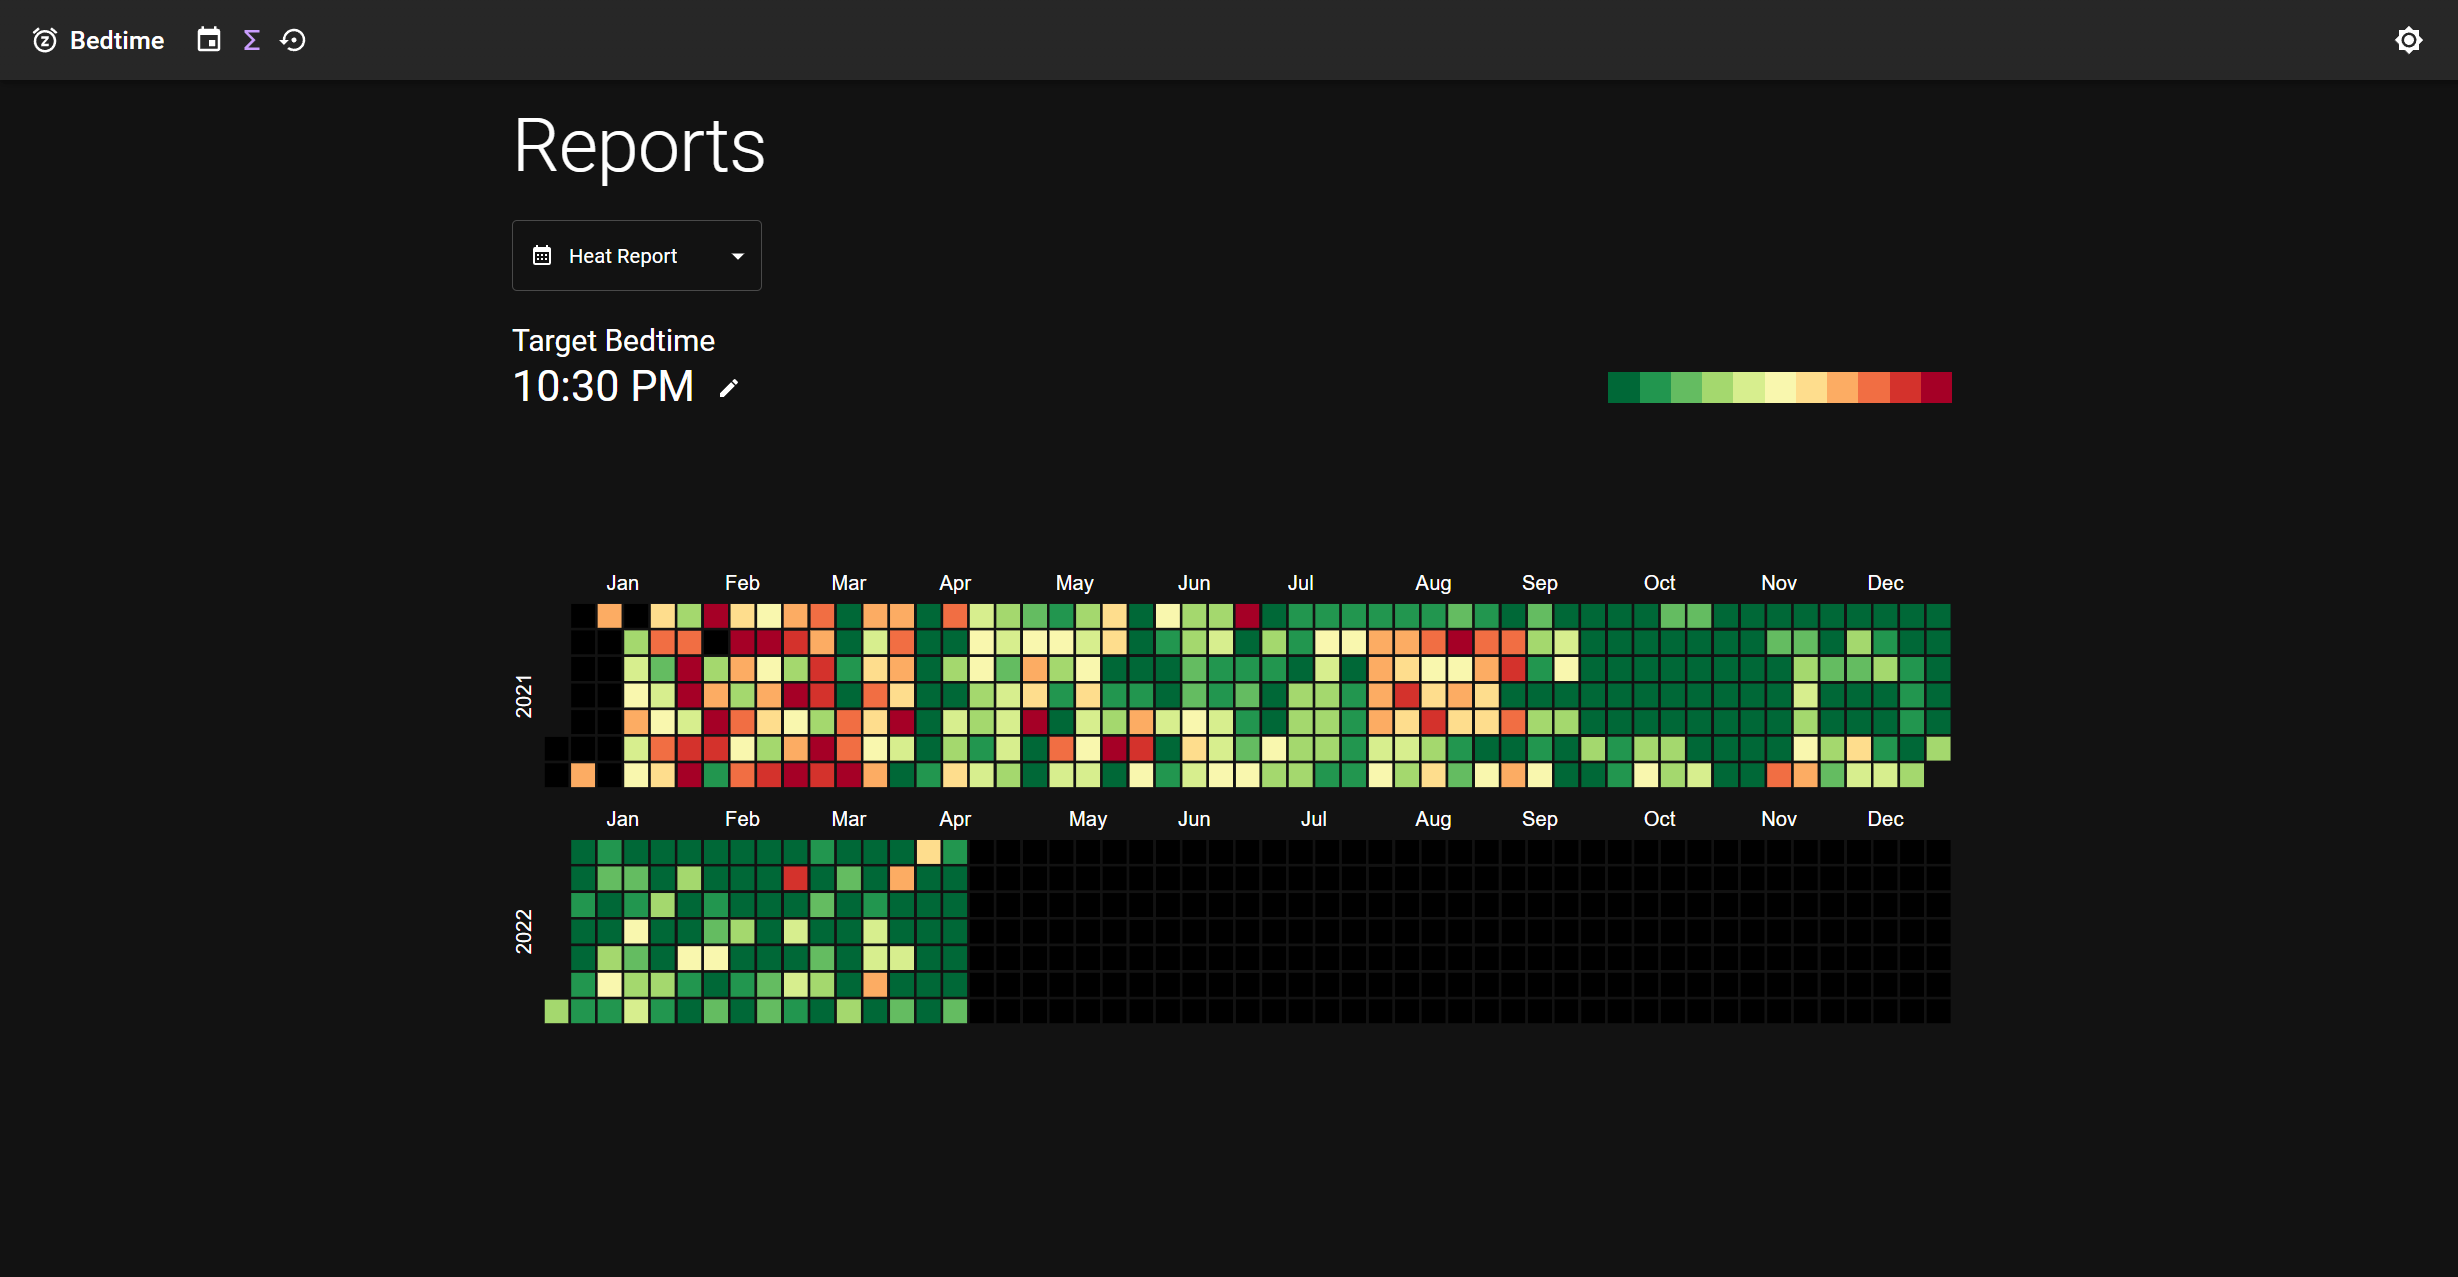 Bedtime
Reports
Heat Report
Target Bedtime
10:30 PM
Jan Feb Mar Apr May Jun Jul Aug Sep Oct Nov Dec
2021
Jan Feb Mar Apr May Jun Jul Aug Sep Oct Nov Dec
2022